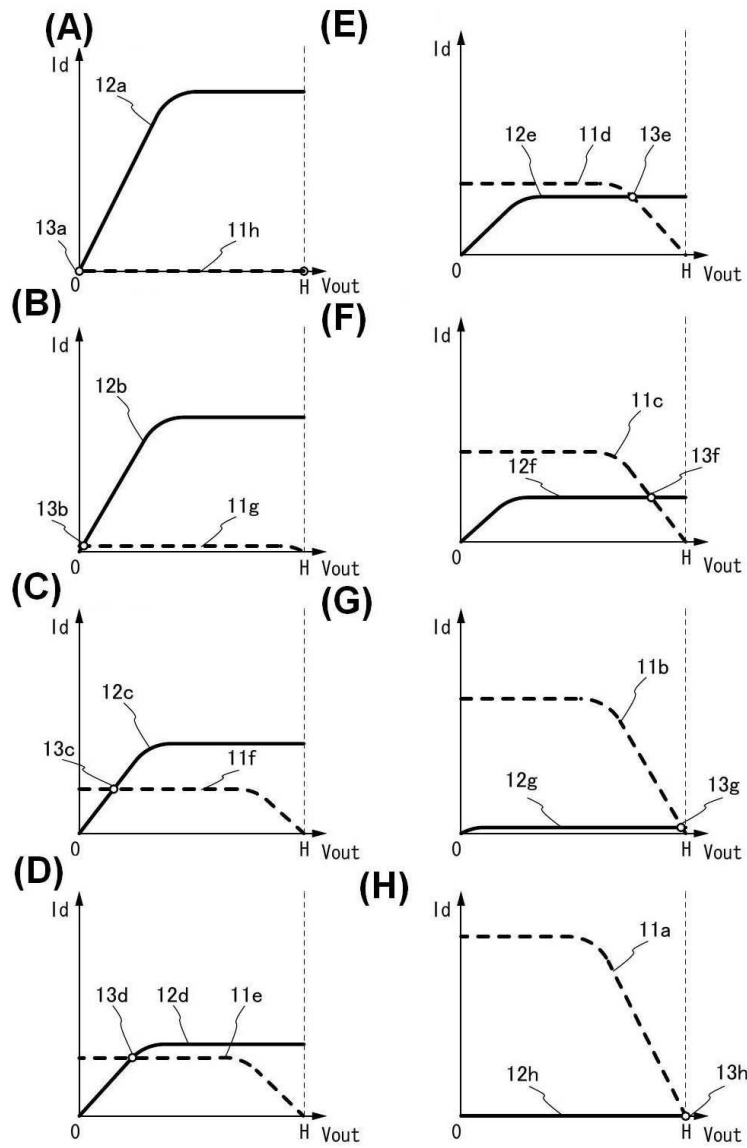 (A)
Id
12a
13a
11h
0
H Vout
(B)
Id
12b
13b
11g
0
H Vout
(C)
Id
12c
13c
11f
0
H Vout
(D)
Id
13d 12d 11e
0
H Vout
(E)
Id
12e 11d 13e
0
H Vout
(F)
Id
11c
12f 13f
0
H Vout
(G)
Id
11b
12g 13g
0
H Vout
(H)
Id
11a
12h 13h
0
H Vout